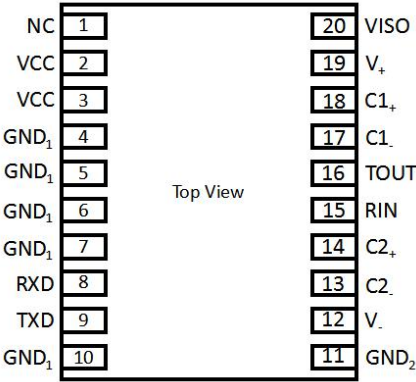 NC 1 20 VISO
VCC 2 19 V+
VCC 3 18 C1+
GND1 4 17 C1-
GND1 5 16 TOUT
Top View
GND1 6 15 RIN
GND1 7 14 C2+
RXD 8 13 C2-
TXD 9 12 V-
GND1 10 11 GND2